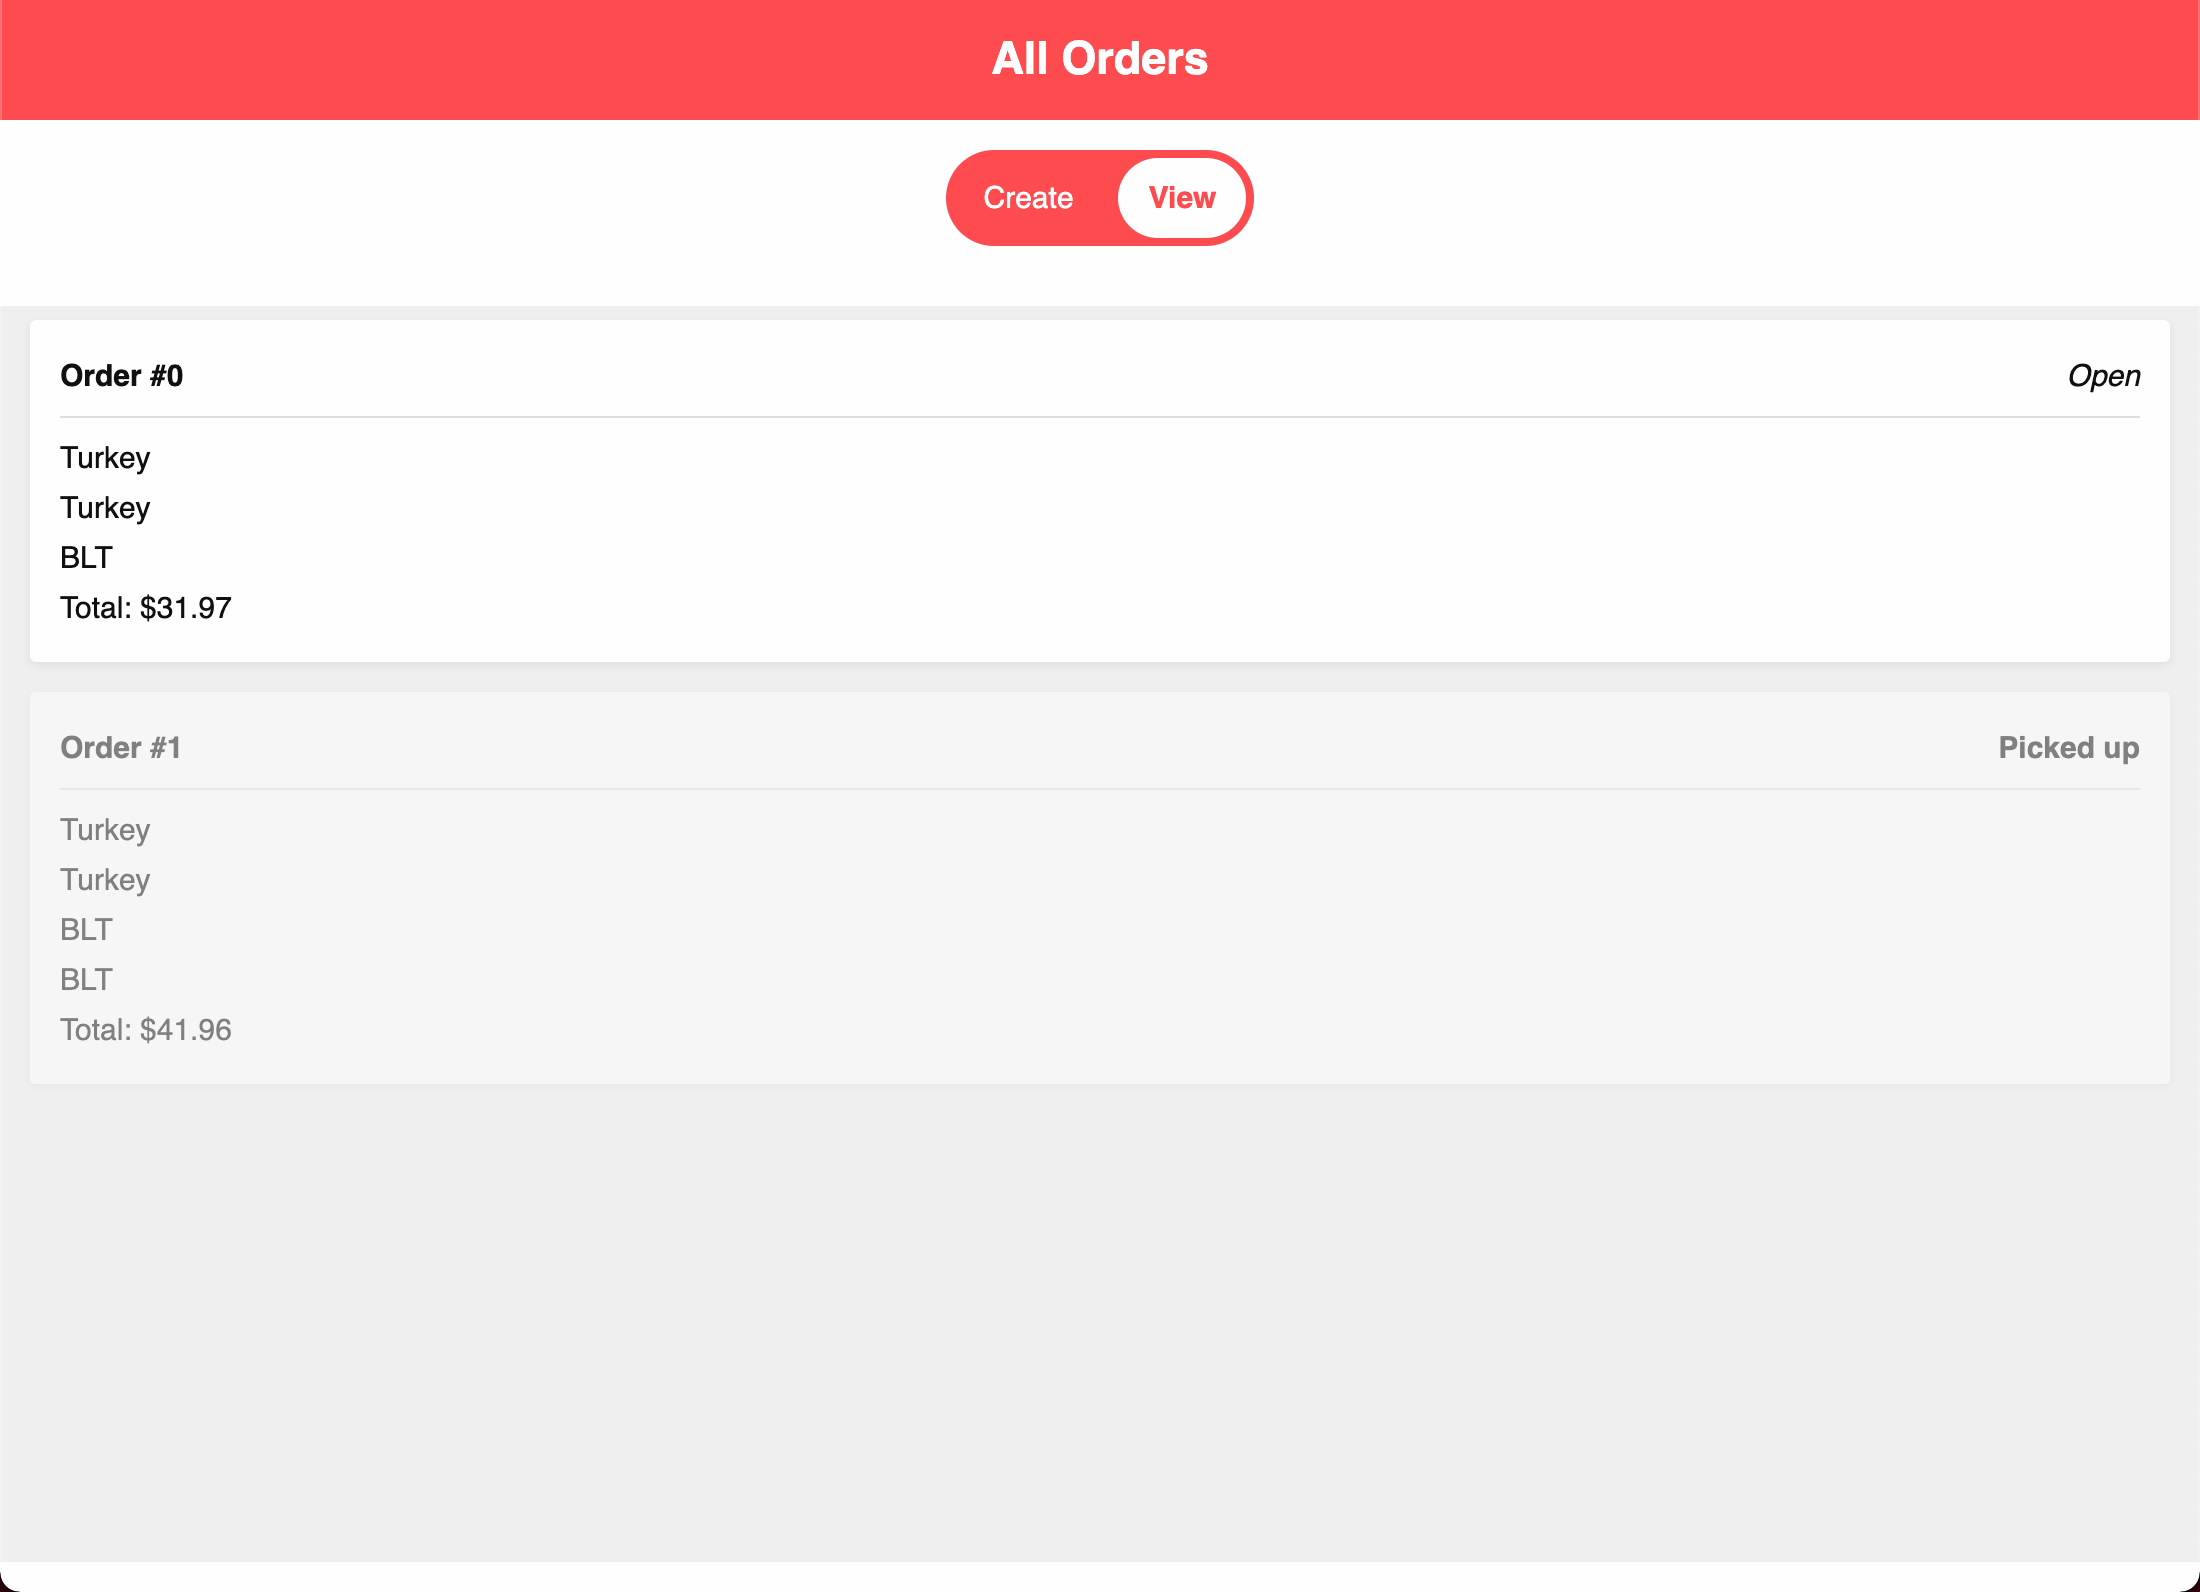 All Orders
Create View
Order #0 Open
Turkey
Turkey
BLT
Total: $31.97
Order #1 Picked up
Turkey
Turkey
BLT
BLT
Total: $41.96